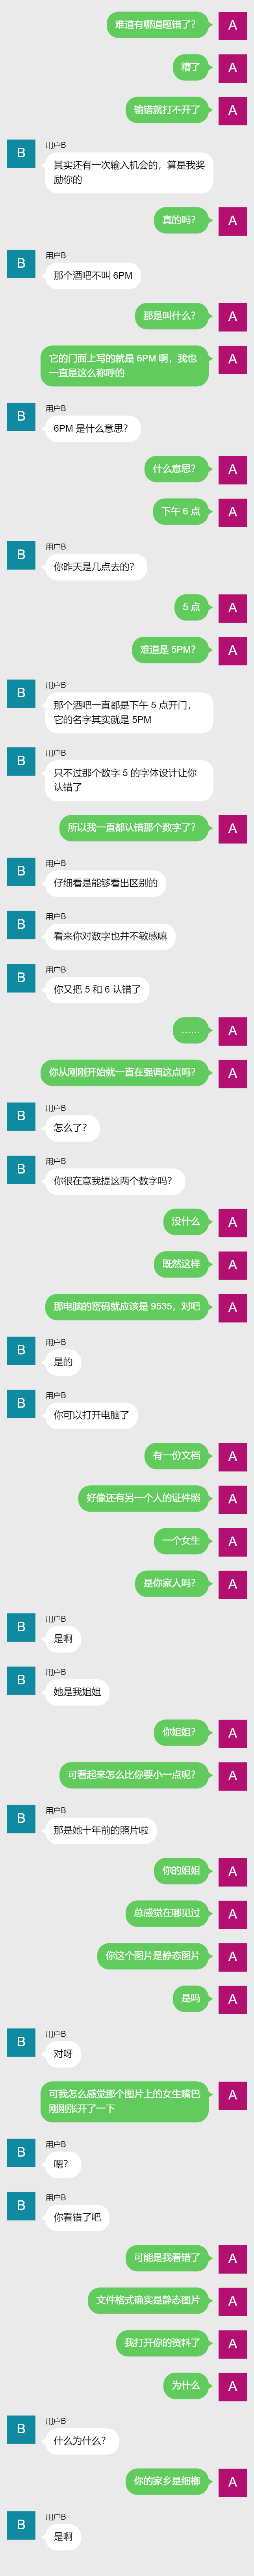 难道有哪道题错了？
A
糟了
A
输错就打不开了
A
用户B
B
其实还有一次输入机会的，算是我奖
励你的
真的吗？
A
用户B
B
那个酒吧不叫 6PM
那是叫什么？
A
它的门面上写的就是 6PM 啊，我也
一直是这么称呼的
A
用户B
B
6PM 是什么意思？
什么意思？
A
下午 6 点
A
用户B
B
你昨天是几点去的？
5 点
A
难道是 5PM？
A
用户B
B
那个酒吧一直都是下午 5 点开门，
它的名字其实就是 5PM
用户B
B
只不过那个数字 5 的字体设计让你
认错了
所以我一直都认错那个数字了？
A
用户B
B
仔细看是能够看出区别的
用户B
B
看来你对数字也并不敏感嘛
用户B
B
你又把 5 和 6 认错了
……
A
你从刚刚开始就一直在强调这点吗？
A
用户B
B
怎么了？
用户B
B
你很在意我提这两个数字吗？
没什么
A
既然这样
A
那电脑的密码就应该是 9535，对吧
A
用户B
B
是的
用户B
B
你可以打开电脑了
有一份文档
A
好像还有另一个人的证件照
A
一个女生
A
是你家人吗？
A
用户B
B
是啊
用户B
B
她是我姐姐
你姐姐？
A
可看起来怎么比你要小一点呢？
A
用户B
B
那是她十年前的照片啦
你的姐姐
A
总感觉在哪见过
A
你这个图片是静态图片
A
是吗
A
用户B
B
对呀
可我怎么感觉那个图片上的女生嘴巴
刚刚张开了一下
A
用户B
B
嗯？
用户B
B
你看错了吧
可能是我看错了
A
文件格式确实是静态图片
A
我打开你的资料了
A
为什么
A
用户B
B
什么为什么？
你的家乡是细榔
A
用户B
B
是啊